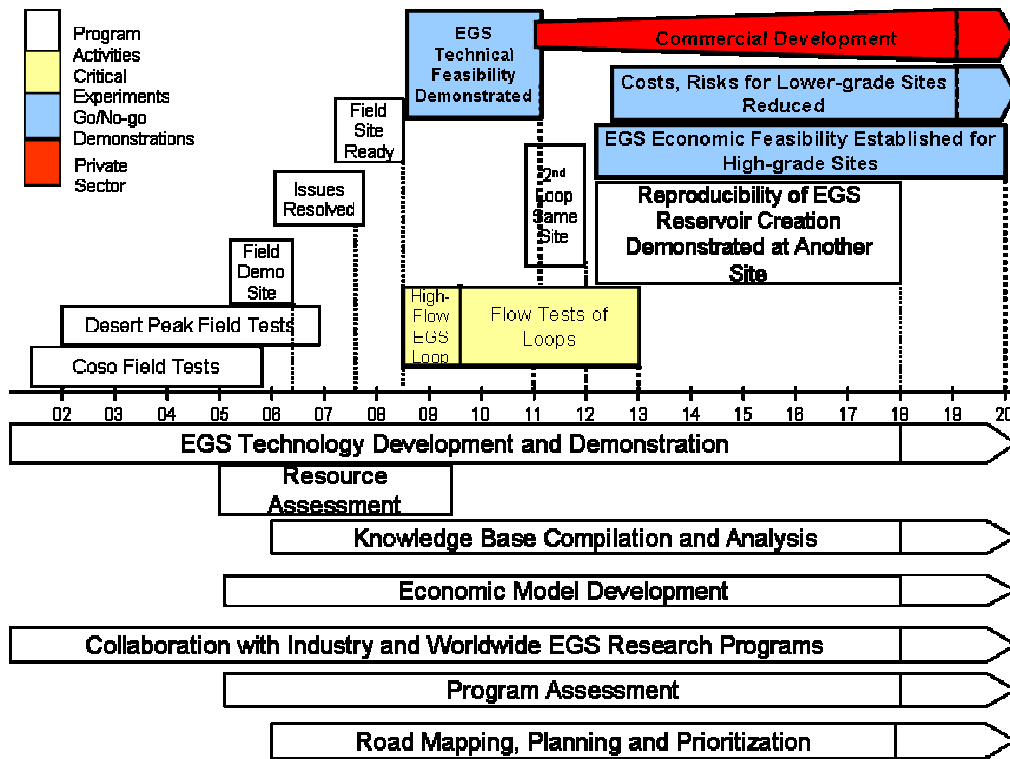 Program
Activities
Critical
Experiments
Go/No-go
Demonstrations
Private
Sector
EGS
Technical
Feasibility
Demonstrated
Commercial Development
Costs, Risks for Lower-grade Sites
Reduced
EGS Economic Feasibility Established for
High-grade Sites
Field
Site
Ready
Issues
Resolved
2nd
Loop
Same
Site
Reproducibility of EGS
Reservoir Creation
Demonstrated at Another
Site
Field
Demo
Site
Desert Peak Field Tests
Coso Field Tests
High-
Flow
EGS
Loop
Flow Tests of
Loops
02 03 04 05 06 07 08 09 10 11 12 13 14 15 16 17 18 19 20
EGS Technology Development and Demonstration
Resource
Assessment
Knowledge Base Compilation and Analysis
Economic Model Development
Collaboration with Industry and Worldwide EGS Research Programs
Program Assessment
Road Mapping, Planning and Prioritization